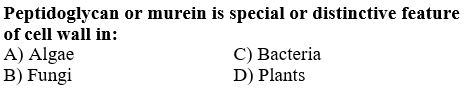 Peptidoglycan or murein is special or distinctive feature
of cell wall in:
A) Algae C) Bacteria
B) Fungi D) Plants